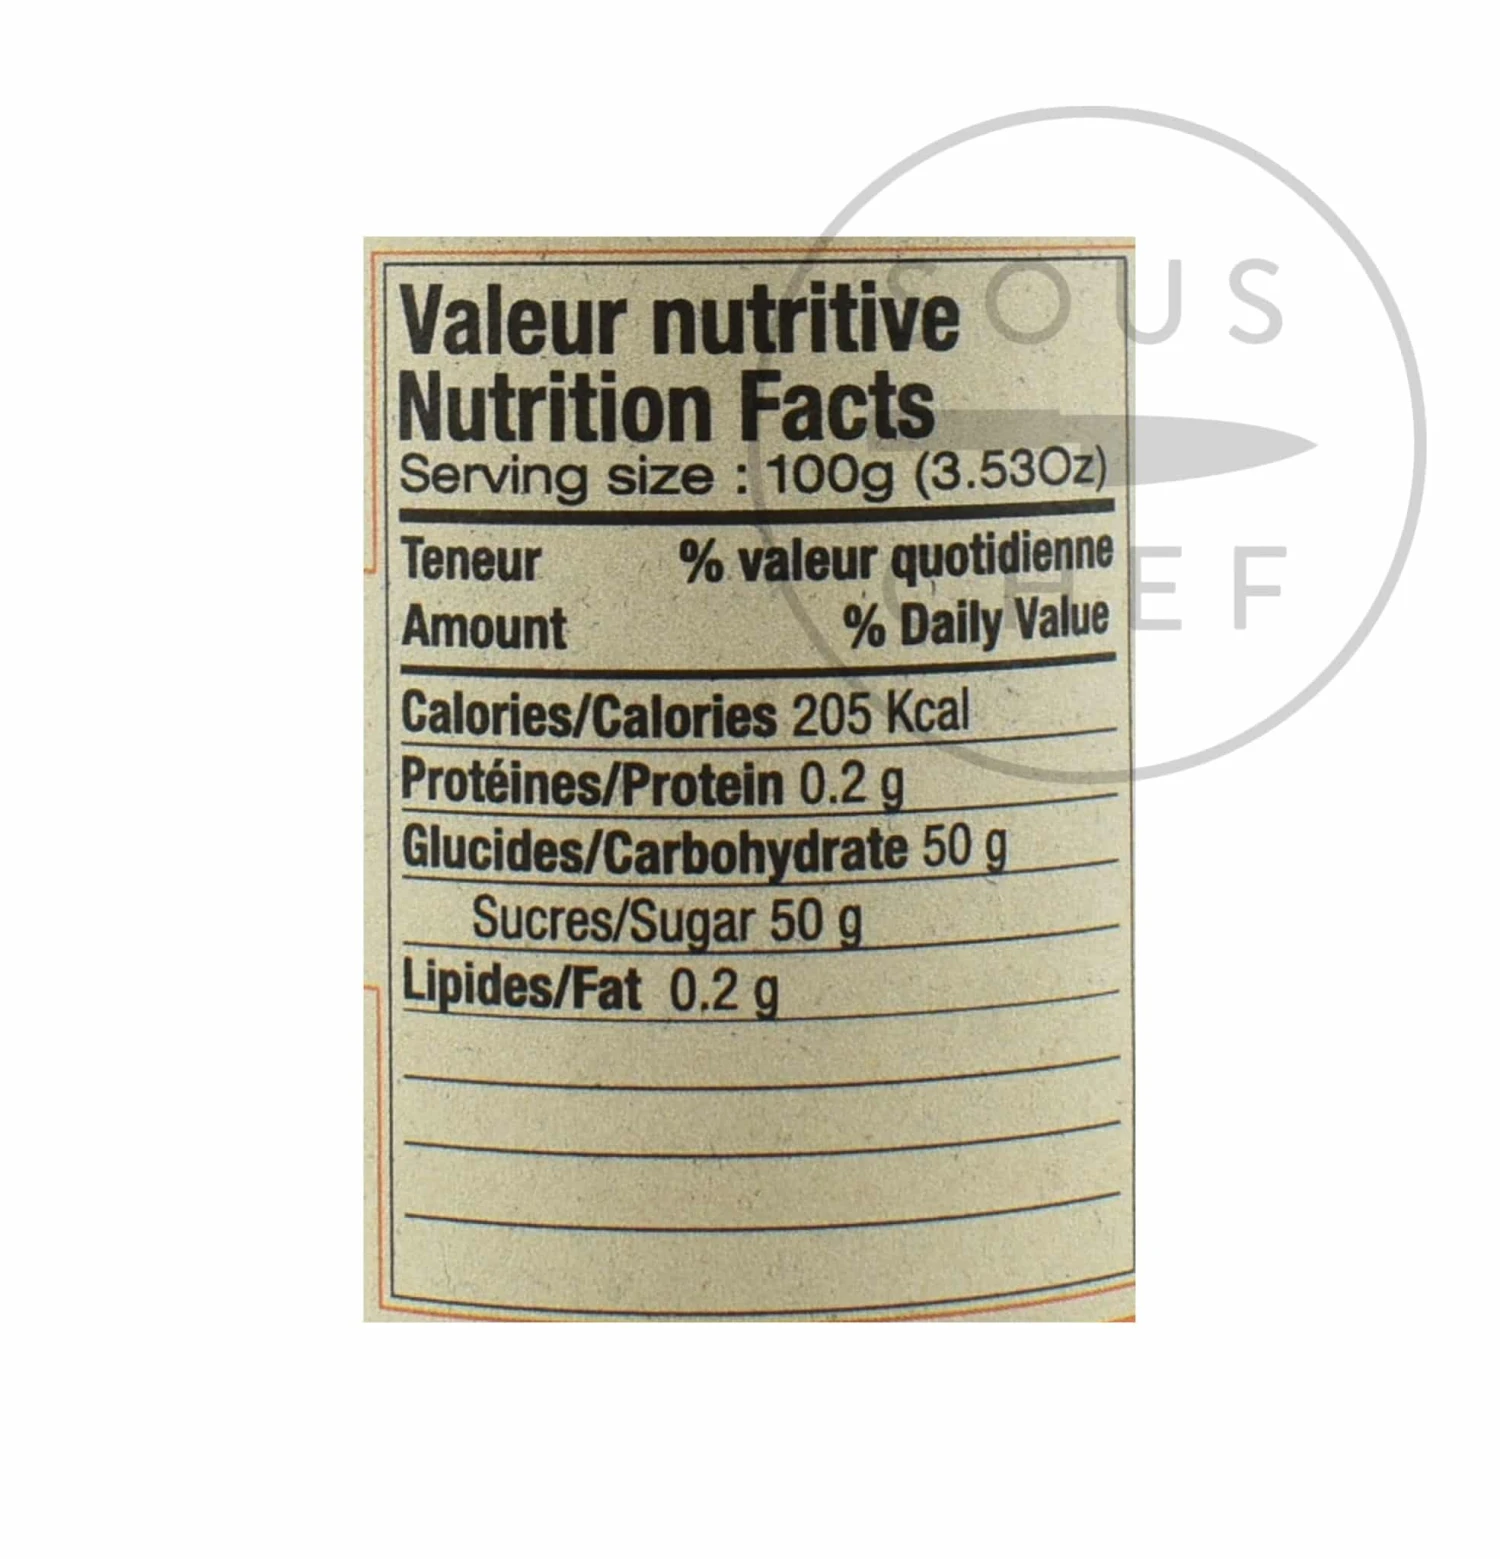 SOUS
CHEF
Valeur nutritive
Nutrition Facts
Serving size : 100g (3.53Oz)
Teneur % valeur quotidienne
Amount % Daily Value
Calories/Calories 205 Kcal
Protéines/Protein 0.2 g
Glucides/Carbohydrate 50 g
Sucres/Sugar 50 g
Lipides/Fat 0.2 g